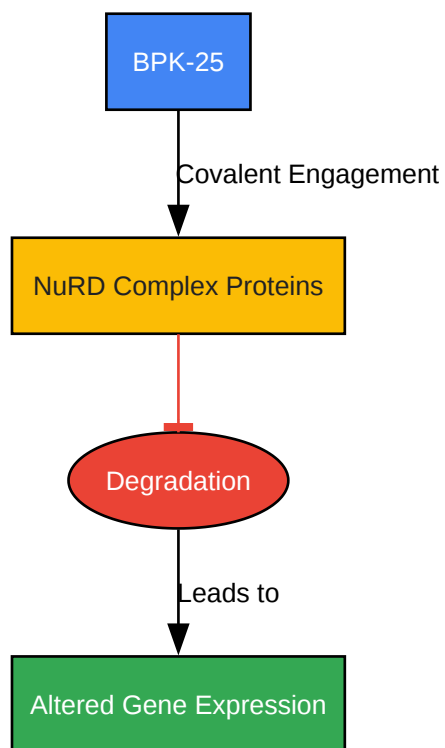 BPK-25
Covalent Engagement
NuRD Complex Proteins
Degradation
Leads to
Altered Gene Expression